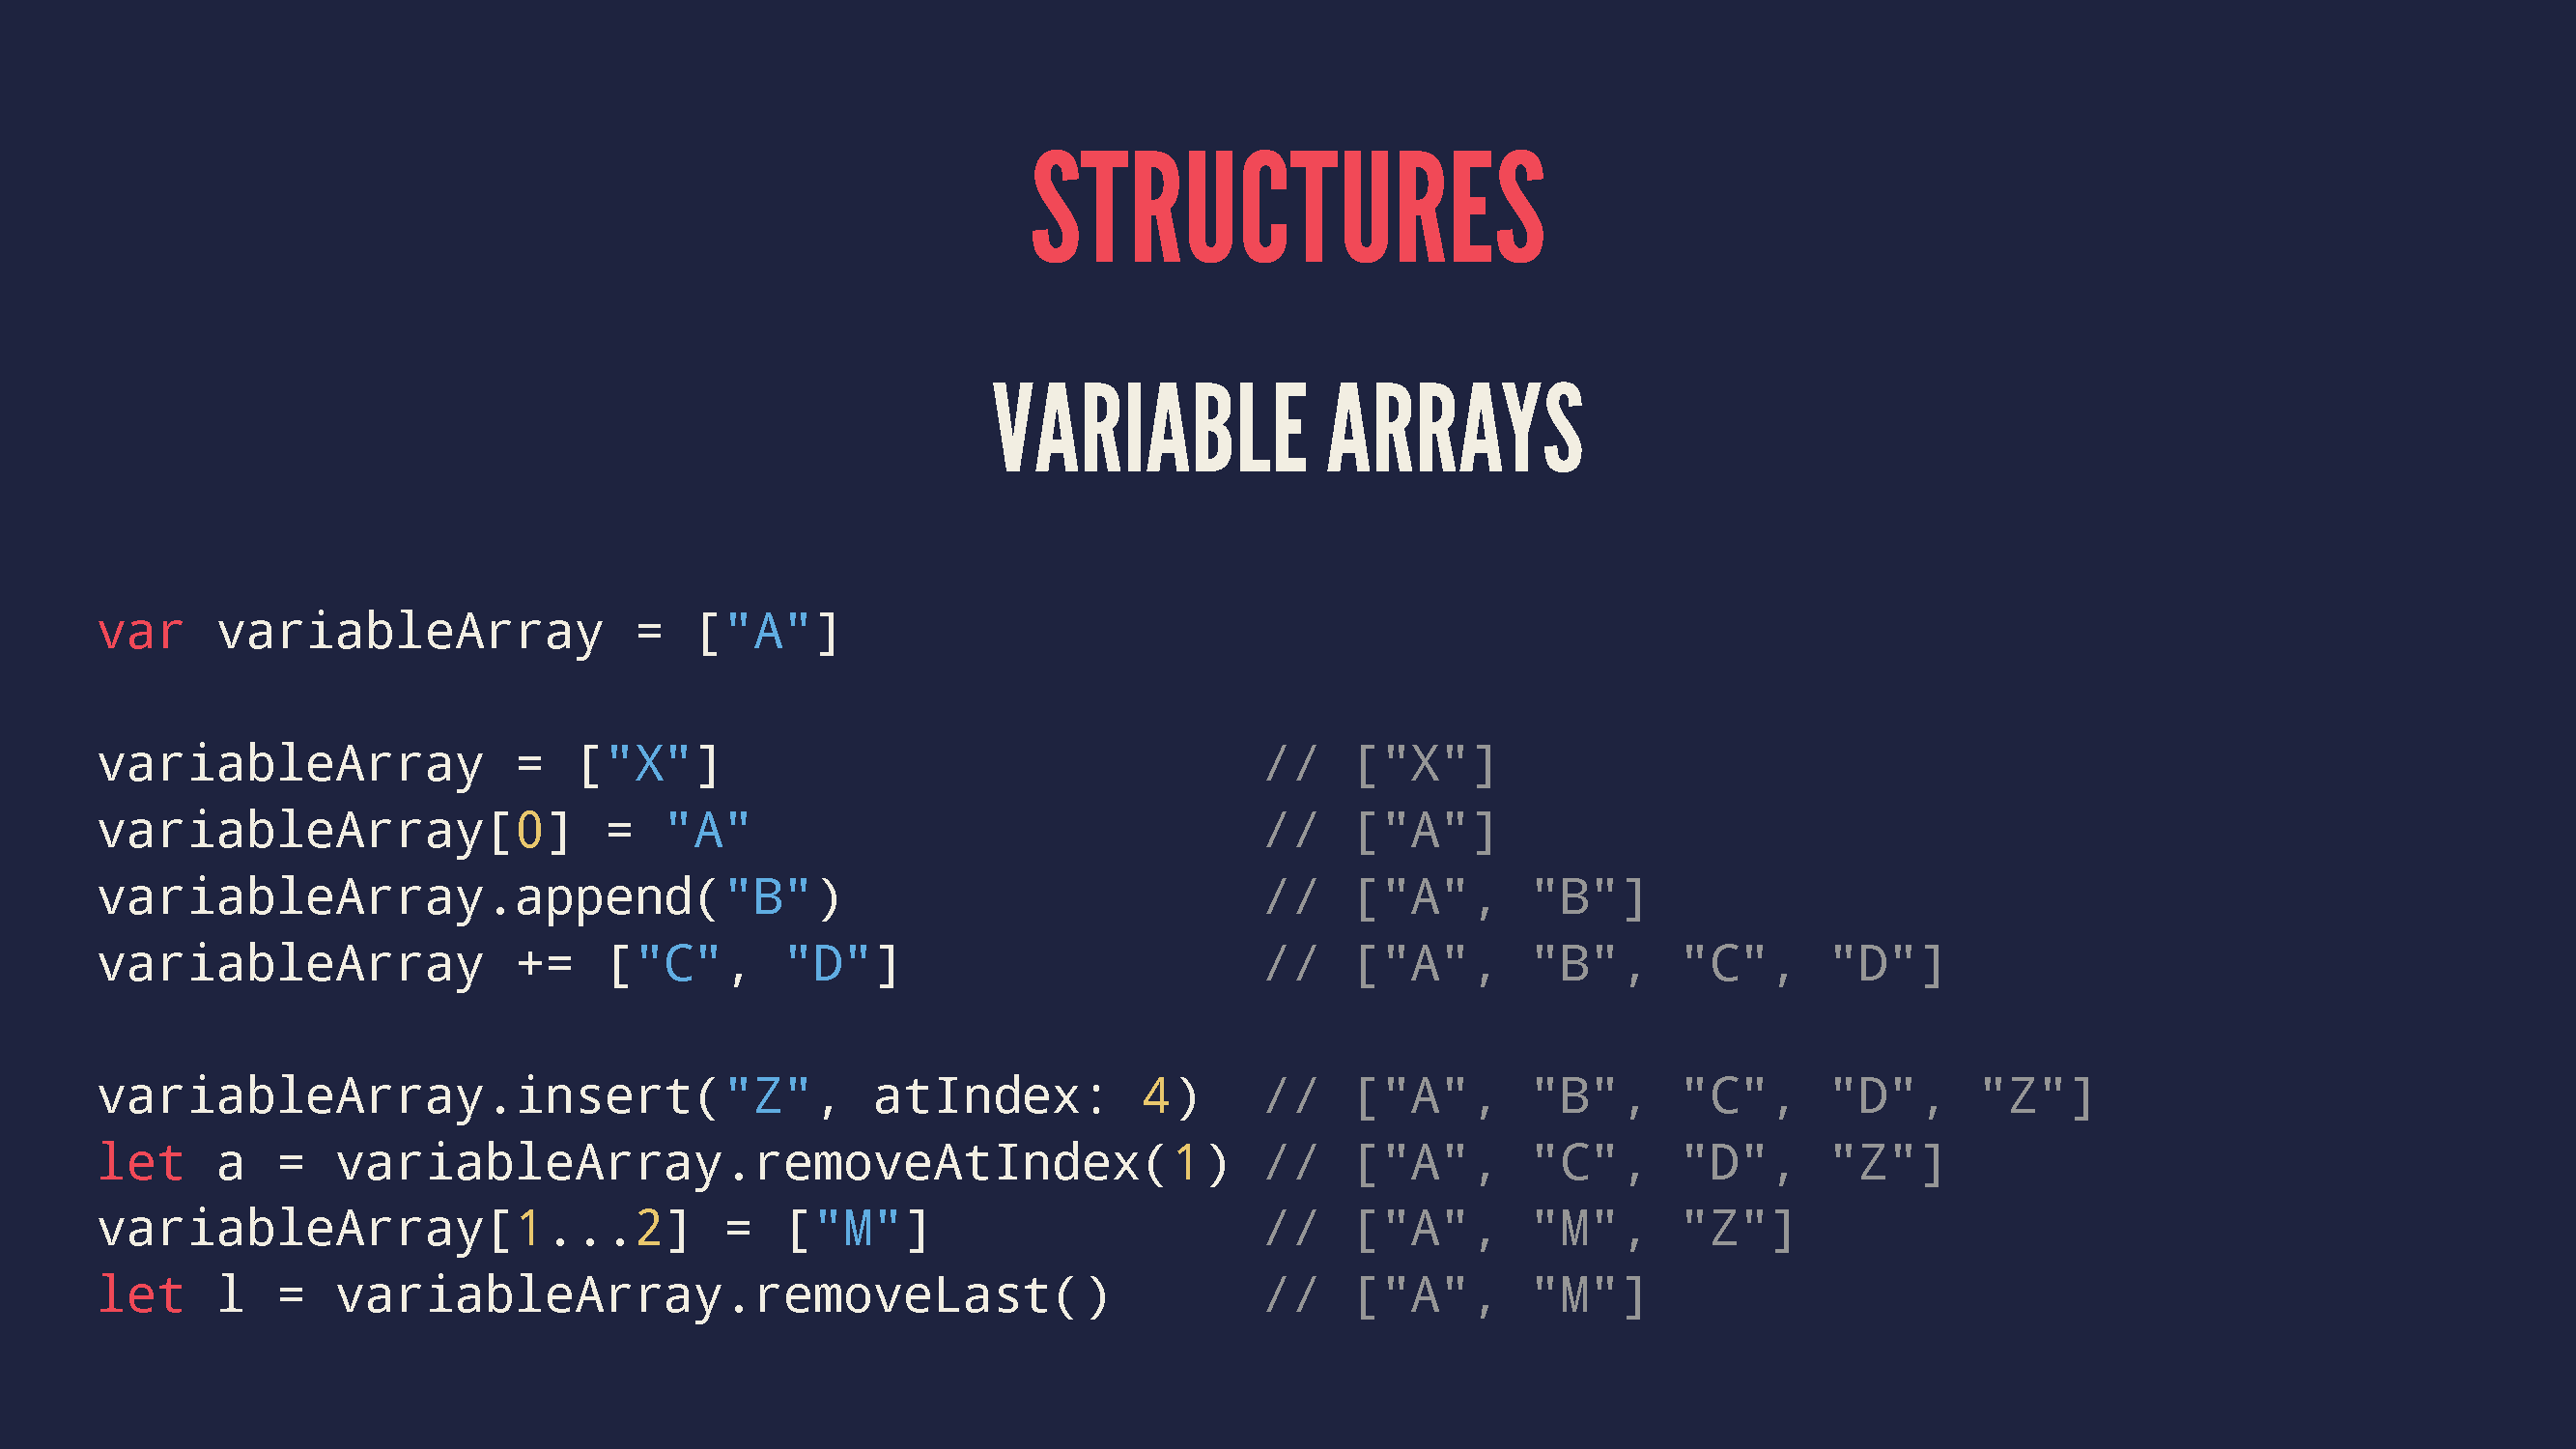 STRUCTURES
VARIABLE ARRAYS
var variableArray = ["A"]
variableArray = ["X"] // ["X"]
variableArray[0] = "A" // ["A"]
variableArray.append("B") // ["A", "B"]
variableArray += ["C", "D"] // ["A", "B", "C", "D"]
variableArray.insert("Z", atIndex: 4) // ["A", "B", "C", "D", "Z"]
let a = variableArray.removeAtIndex(1) // ["A", "C", "D", "Z"]
variableArray[1...2] = ["M"] // ["A", "M", "Z"]
let l = variableArray.removeLast() // ["A", "M"]